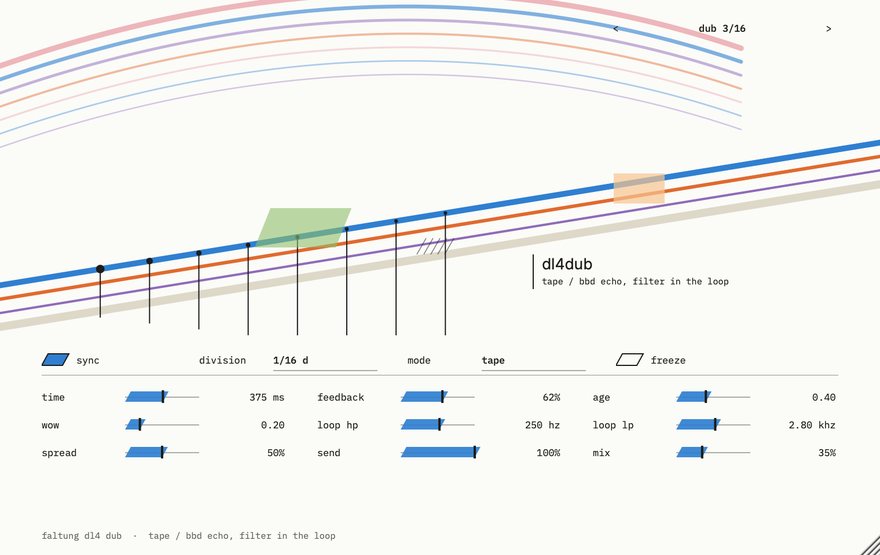 < dub 3/16 >
dl4dub
tape / bbd echo, filter in the loop
sync division 1/16 d mode tape freeze
time 375 ms feedback 62% age 0.40
wow 0.20 loop hp 250 hz loop lp 2.80 khz
spread 50% send 100% mix 35%
faltung dl4 dub · tape / bbd echo, filter in the loop